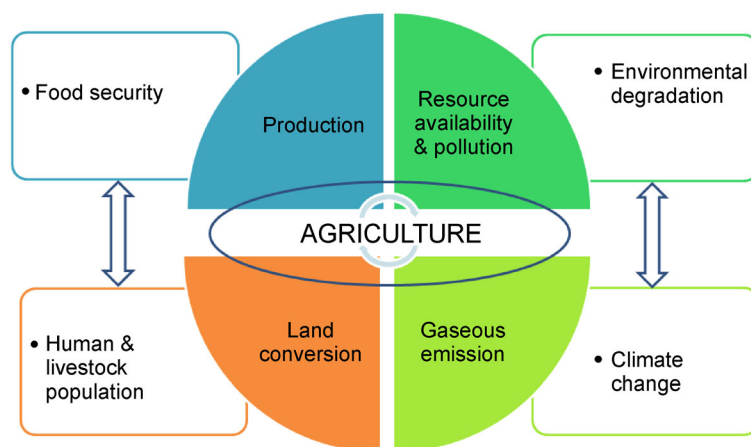 • Food security
Production
Resource
availability
& pollution
• Environmental
degradation
AGRICULTURE
• Human &
livestock
population
Land
conversion
Gaseous
emission
• Climate
change